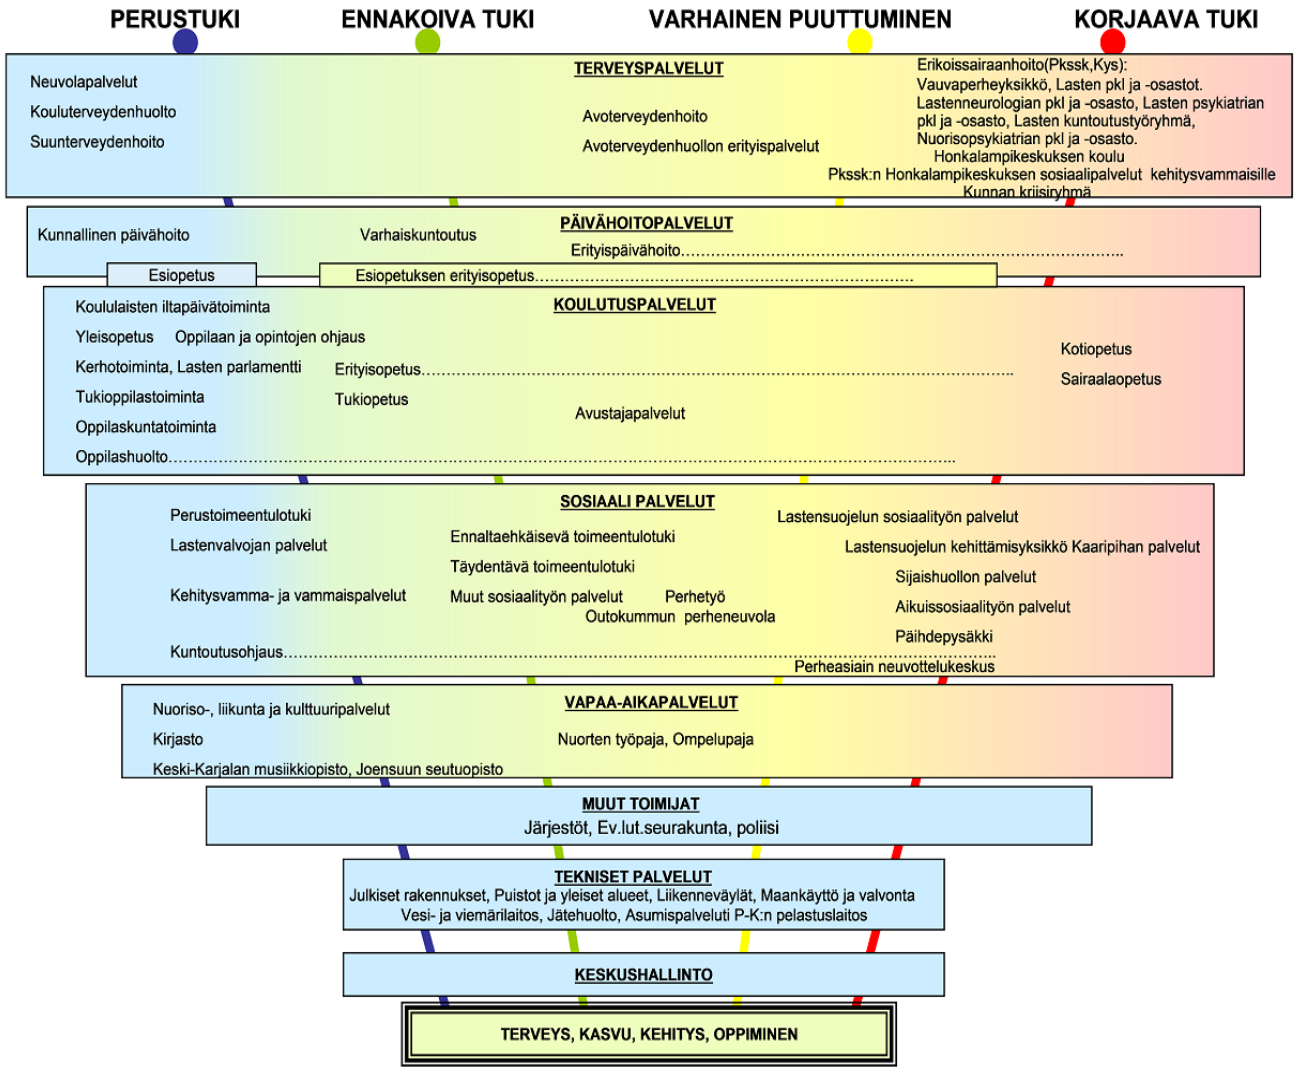 PERUSTUKI ENNAKOIVA TUKI VARHAINEN PUUTTUMINEN KORJAAVA TUKI
TERVEYSPALVELUT
Neuvolapalvelut
Kouluterveydenhuolto
Suunterveydenhoito
Avoterveydenhoito
Avoterveydenhuollon erityispalvelut
Erikoissairaanhoito(Pkssk,Kys):
Vauvaperheyksikkö, Lasten pkl ja -osastot.
Lastenneurologian pkl ja -osasto, Lasten psykiatrian
pkl ja -osasto, Lasten kuntoutustyöryhmä,
Nuorisopsykiatrian pkl ja -osasto.
Honkalampikeskuksen koulu
Pkssk:n Honkalampikeskuksen sosiaalipalvelut kehitysvammaisille
Kunnan kriisiryhmä
PÄIVÄHOITOPALVELUT
Kunnallinen päivähoito
Varhaiskuntoutus
Erityispäivähoito……………………………………………………………………..
Esiopetus
Esiopetuksen erityisopetus……………………………………………………………
KOULUTUSPALVELUT
Koululaisten iltapäivätoiminta
Yleisopetus Oppilaan ja opintojen ohjaus
Kerhotoiminta, Lasten parlamentti
Tukioppilastoiminta
Oppilaskuntatoiminta
Oppilashuolto………………………………………………………………………………
Erityisopetus………………………………………………………………………..
Tukiopetus
Avustajapalvelut
Kotiopetus
Sairaalaopetus
SOSIAALI PALVELUT
Perustoimeentulotuki
Lastenvalvojan palvelut
Kehitysvamma- ja vammaispalvelut
Kuntoutusohjaus………………………………………………………………………
Ennaltaehkäisevä toimeentulotuki
Täydentävä toimeentulotuki
Muut sosiaalityön palvelut Perhetyö
Outokummun perheneuvola
Lastensuojelun sosiaalityön palvelut
Lastensuojelun kehittämisyksikkö Kaaripihan palvelut
Sijaishuollon palvelut
Aikuissosiaalityön palvelut
Päihdepysäkki
Perheasiain neuvottelukeskus
VAPAA-AIKAPALVELUT
Nuoriso-, liikunta ja kulttuuripalvelut
Kirjasto
Keski-Karjalan musiikkiopisto, Joensuun seutuopisto
Nuorten työpaja, Ompelupaja
MUUT TOIMIJAT
Järjestöt, Ev.lut.seurakunta, poliisi
TEKNISET PALVELUT
Julkiset rakennukset, Puistot ja yleiset alueet, Liikenneväylät, Maankäyttö ja valvonta
Vesi- ja viemärilaitos, Jätehuolto, Asumispalveluti P-K:n pelastuslaitos
KESKUSHALLINTO
TERVEYS, KASVU, KEHITYS, OPPIMINEN